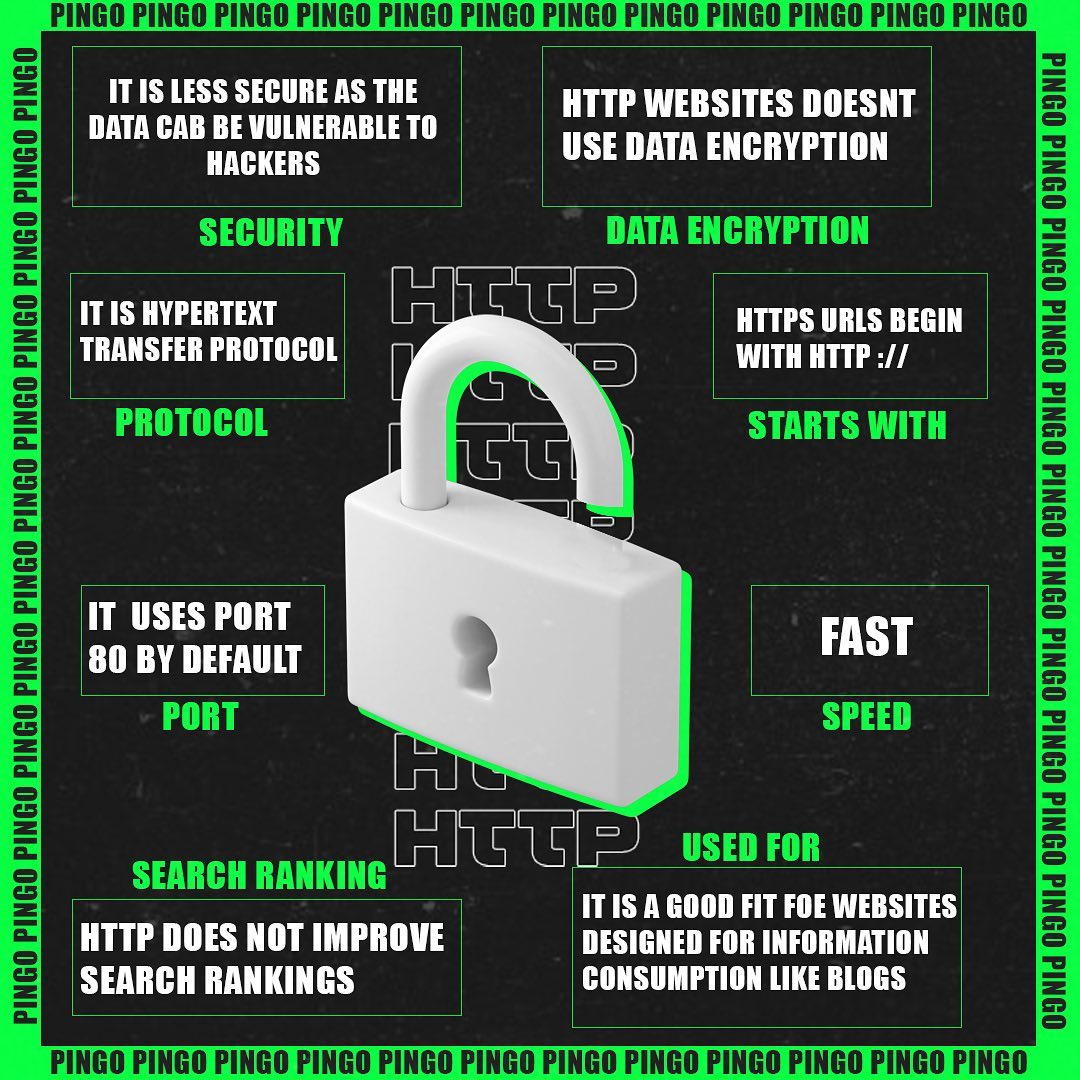 PINGO PINGO PINGO PINGO PINGO PINGO PINGO PINGO PINGO PINGO PINGO PINGO
IT IS LESS SECURE AS THE
DATA CAB BE VULNERABLE TO
HACKERS
SECURITY
HTTP WEBSITES DOESNT
USE DATA ENCRYPTION
DATA ENCRYPTION
HTTP
HTTP
HTTP
HTTP
IT IS HYPERTEXT
TRANSFER PROTOCOL
PROTOCOL
HTTPS URLS BEGIN
WITH HTTP ://
STARTS WITH
IT USES PORT
80 BY DEFAULT
PORT
FAST
SPEED
HTTP
HTTP
SEARCH RANKING
HTTP DOES NOT IMPROVE
SEARCH RANKINGS
USED FOR
IT IS A GOOD FIT FOE WEBSITES
DESIGNED FOR INFORMATION
CONSUMPTION LIKE BLOGS
PINGO PINGO PINGO PINGO PINGO PINGO PINGO PINGO PINGO PINGO PINGO PINGO
PINGO PINGO PINGO PINGO PINGO PINGO PINGO PINGO PINGO PINGO PINGO PINGO
PINGO PINGO PINGO PINGO PINGO PINGO PINGO PINGO PINGO PINGO PINGO PINGO